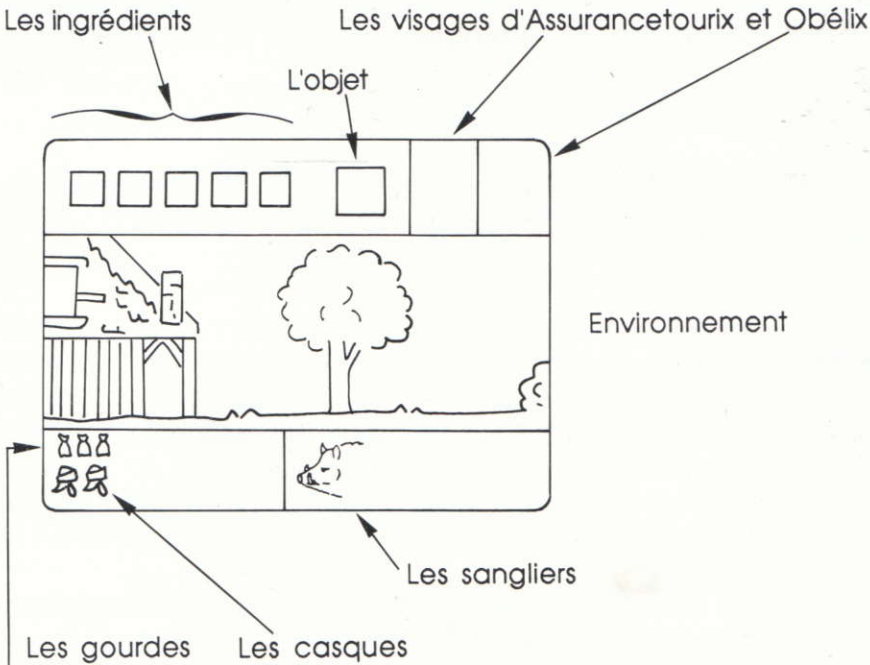 Les ingrédients
Les visages d'Assurancetourix et Obélix
L'objet
Environnement
Les sangliers
Les gourdes
Les casques